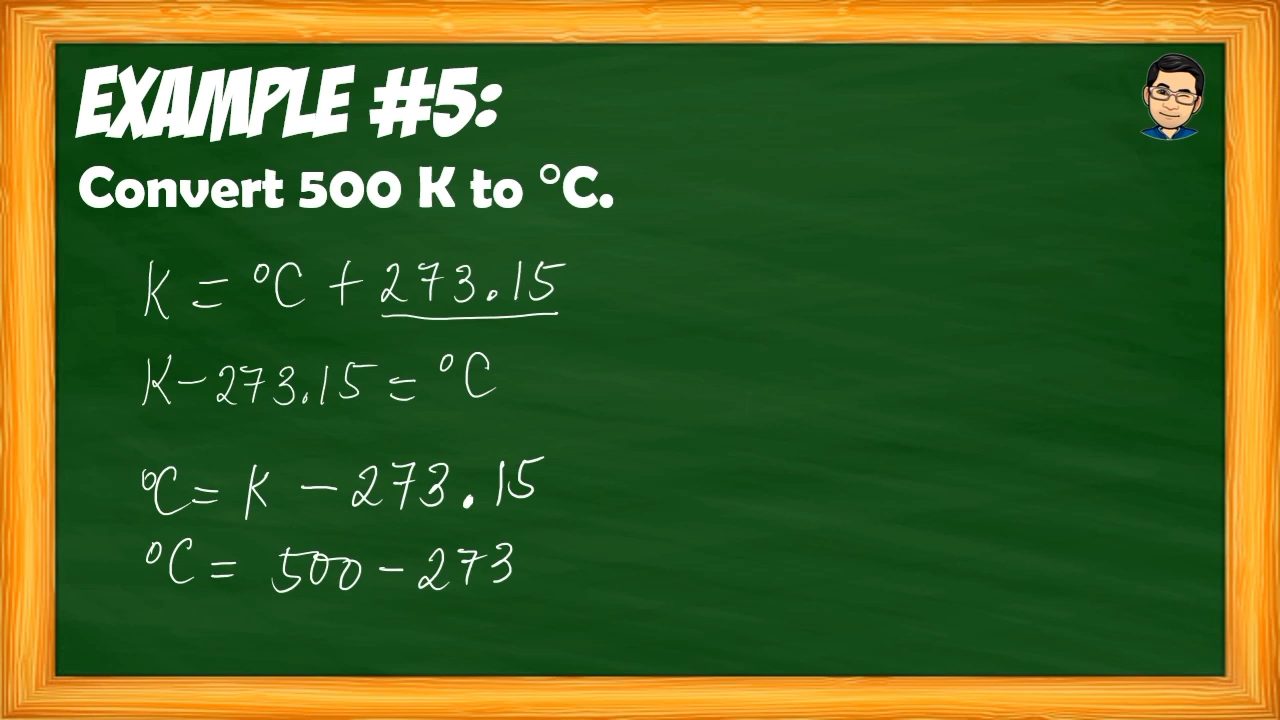 EXAMPLE #5:
Convert 500 K to °C.
K = °C + 273.15
K - 273.15 = °C
°C = K - 273.15
°C = 500 - 273